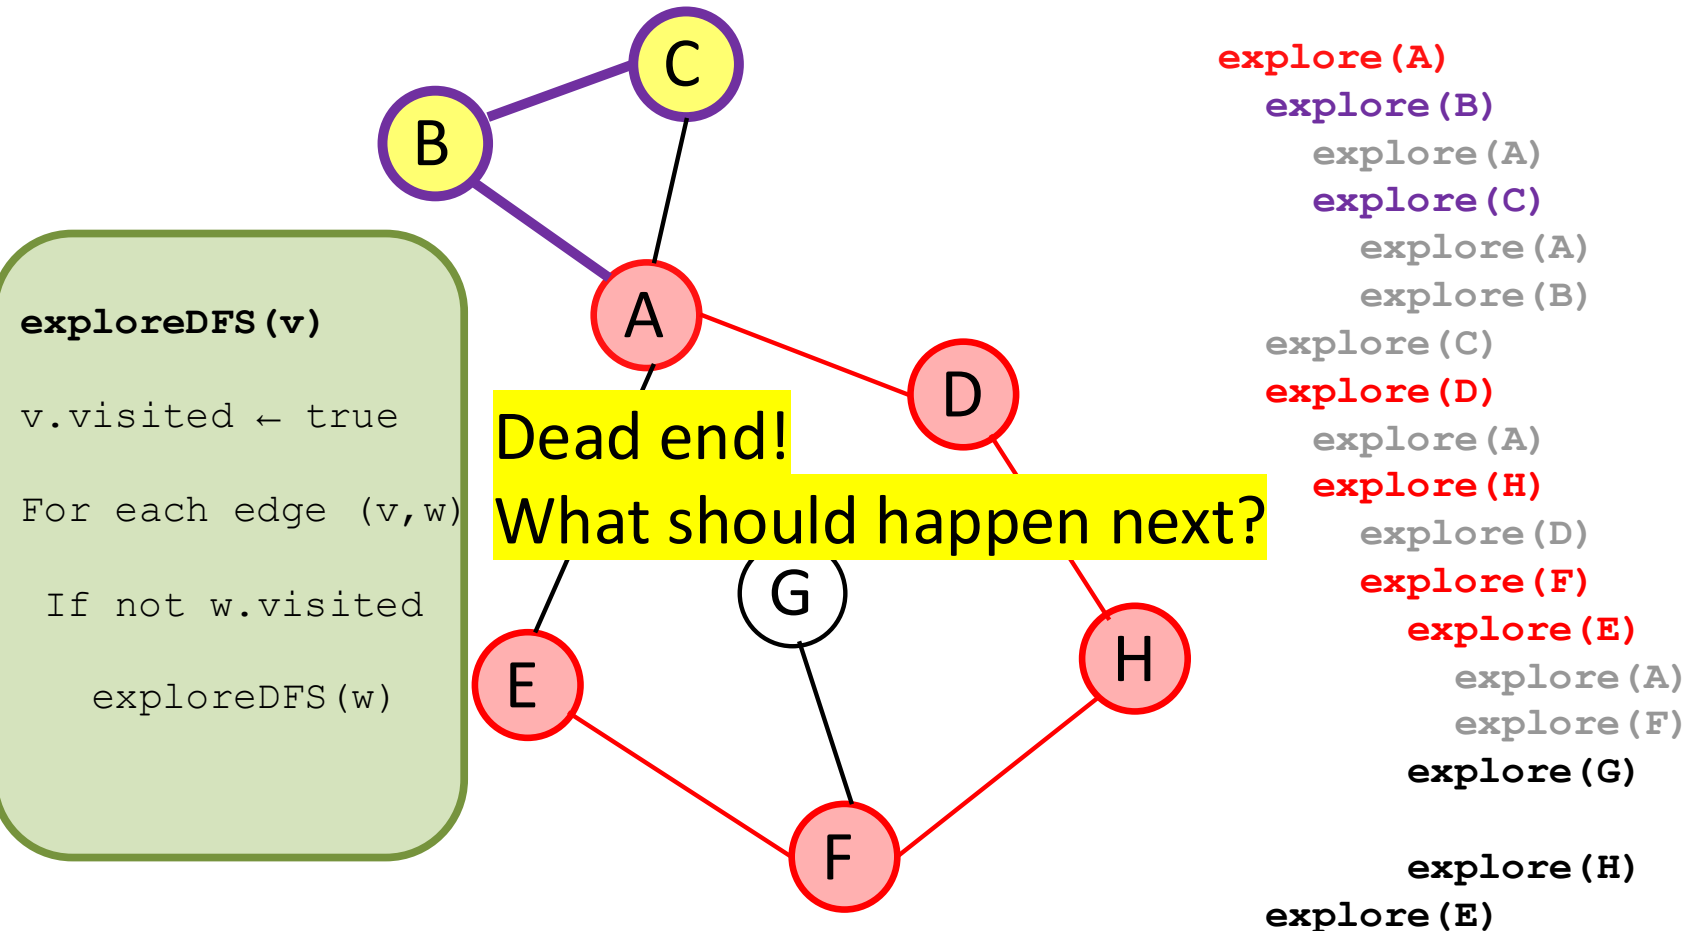 C
B
A
D
Dead end!
What should happen next?
G
E
H
F
exploreDFS(v)
v.visited ← true
For each edge (v,w)
If not w.visited
exploreDFS(w)
explore(A)
explore(B)
explore(A)
explore(C)
explore(A)
explore(B)
explore(C)
explore(D)
explore(A)
explore(H)
explore(D)
explore(F)
explore(E)
explore(A)
explore(F)
explore(G)
explore(H)
explore(E)